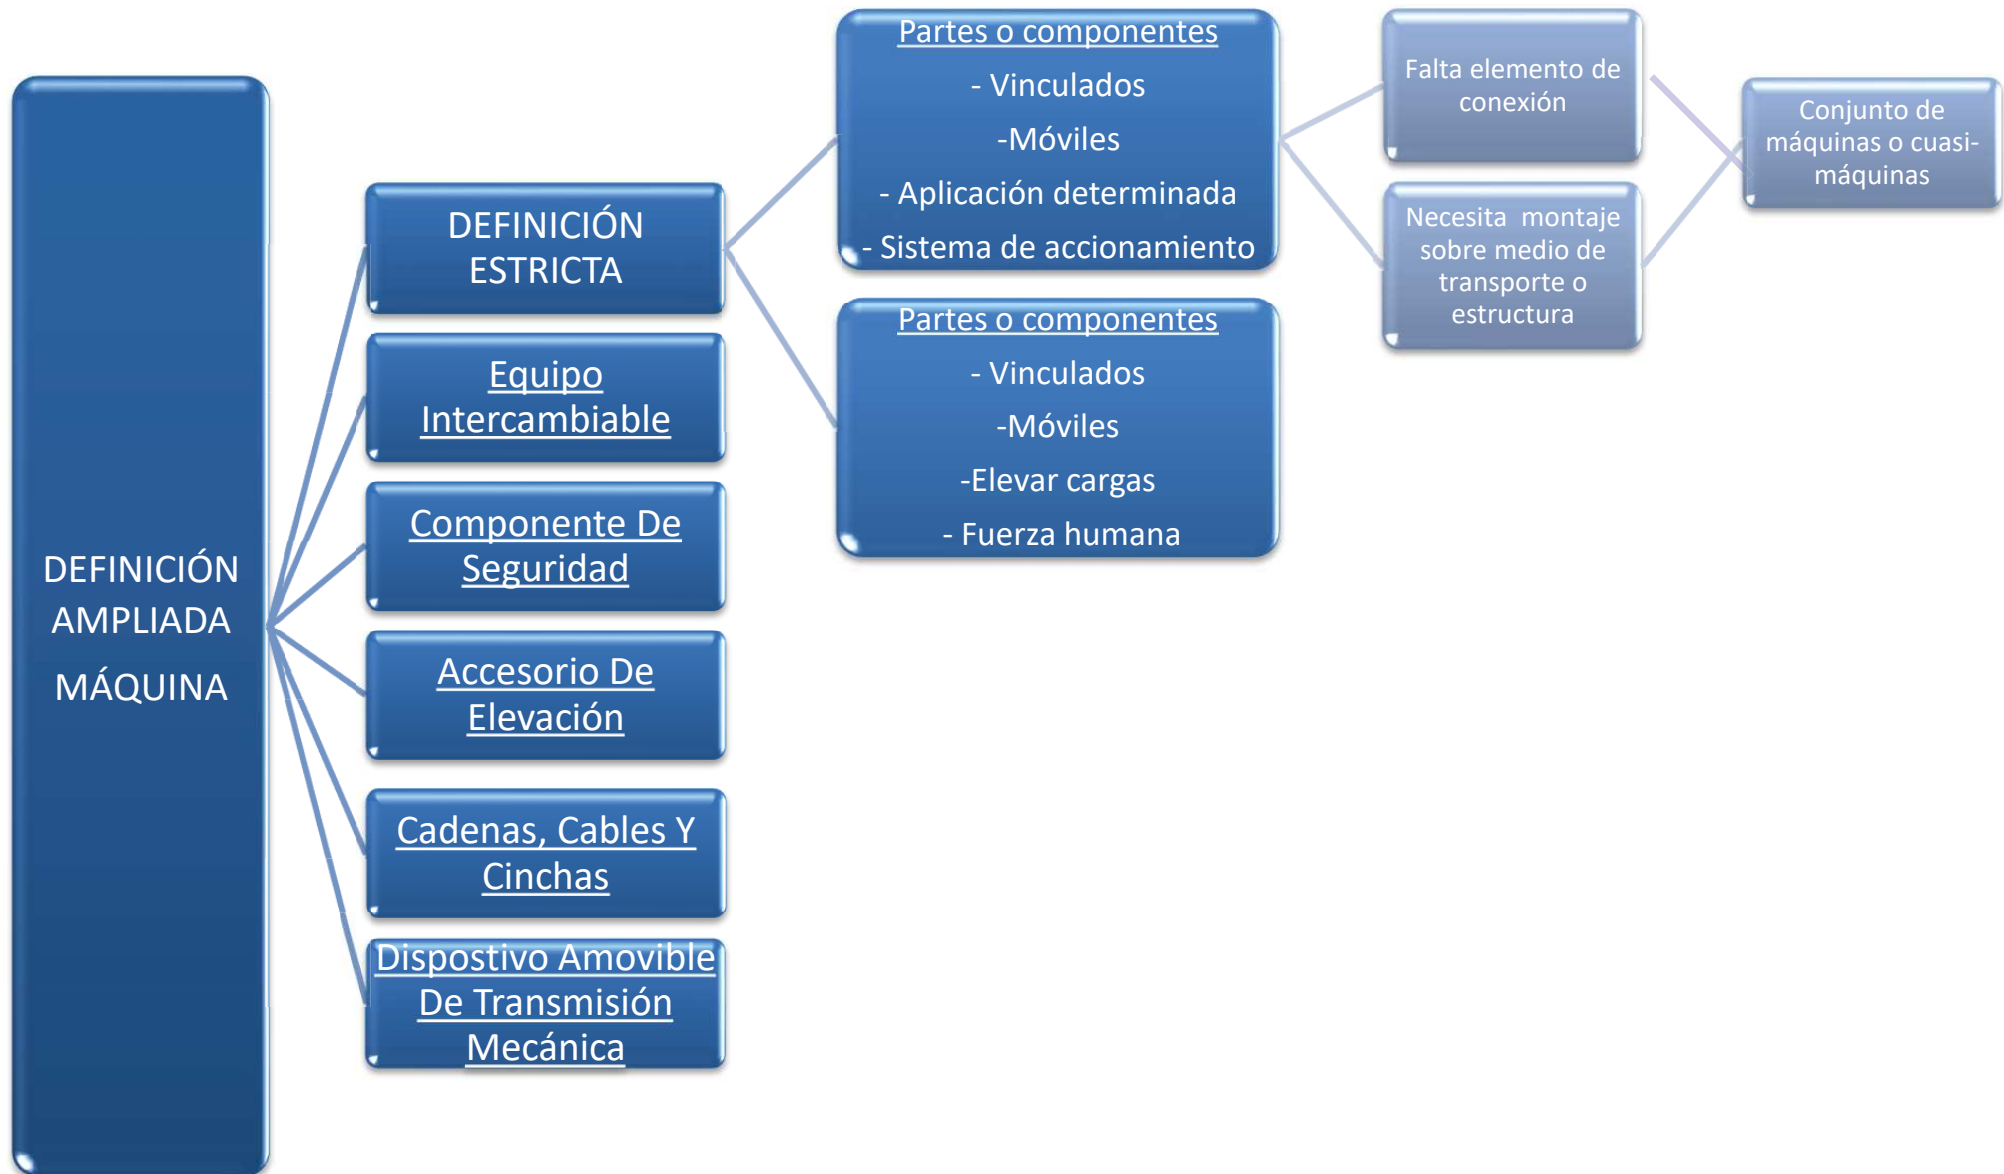 DEFINICIÓN
AMPLIADA
MÁQUINA
DEFINICIÓN
ESTRICTA
Equipo
Intercambiable
Componente De
Seguridad
Accesorio De
Elevación
Cadenas, Cables Y
Cinchas
Dispostivo Amovible
De Transmisión
Mecánica
Partes o componentes
- Vinculados
-Móviles
- Aplicación determinada
- Sistema de accionamiento
Partes o componentes
- Vinculados
-Móviles
-Elevar cargas
- Fuerza humana
Falta elemento de
conexión
Necesita montaje
sobre medio de
transporte o
estructura
Conjunto de
máquinas o cuasi-
máquinas